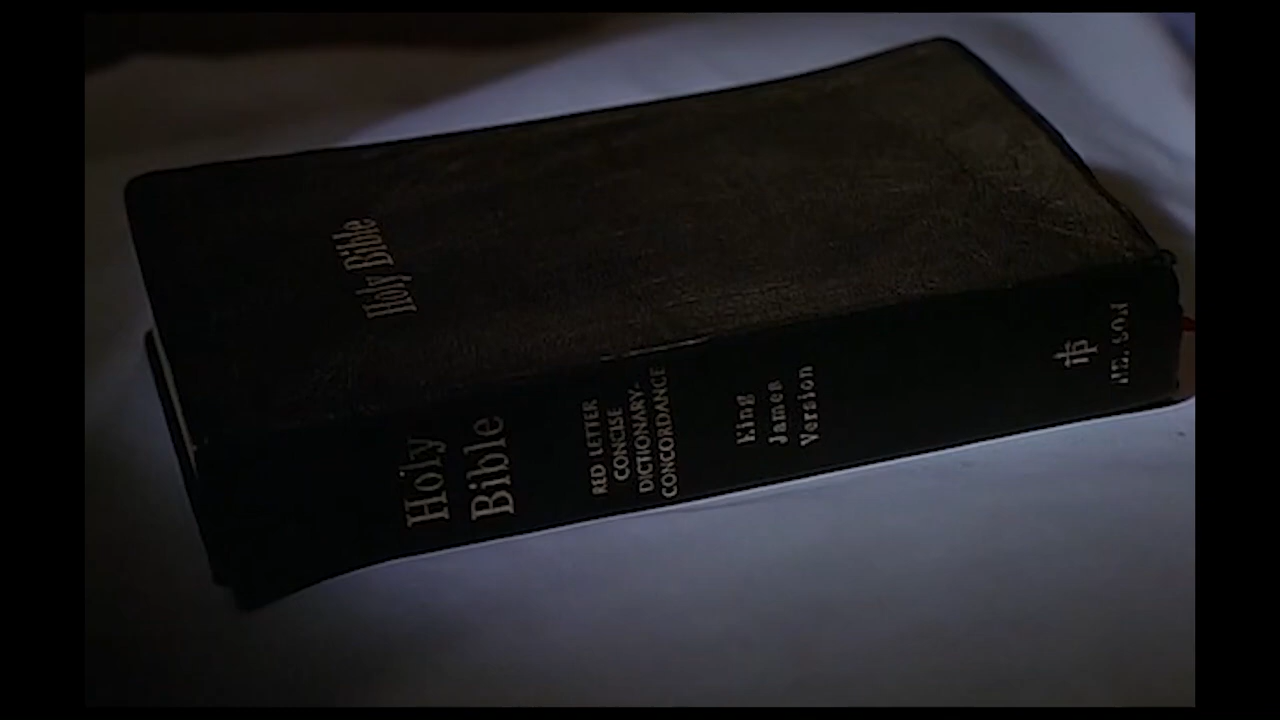 Holy Bible
Holy
Bible
RED LETTER
CONCISE
DICTIONARY-
CONCORDANCE
King
James
Version